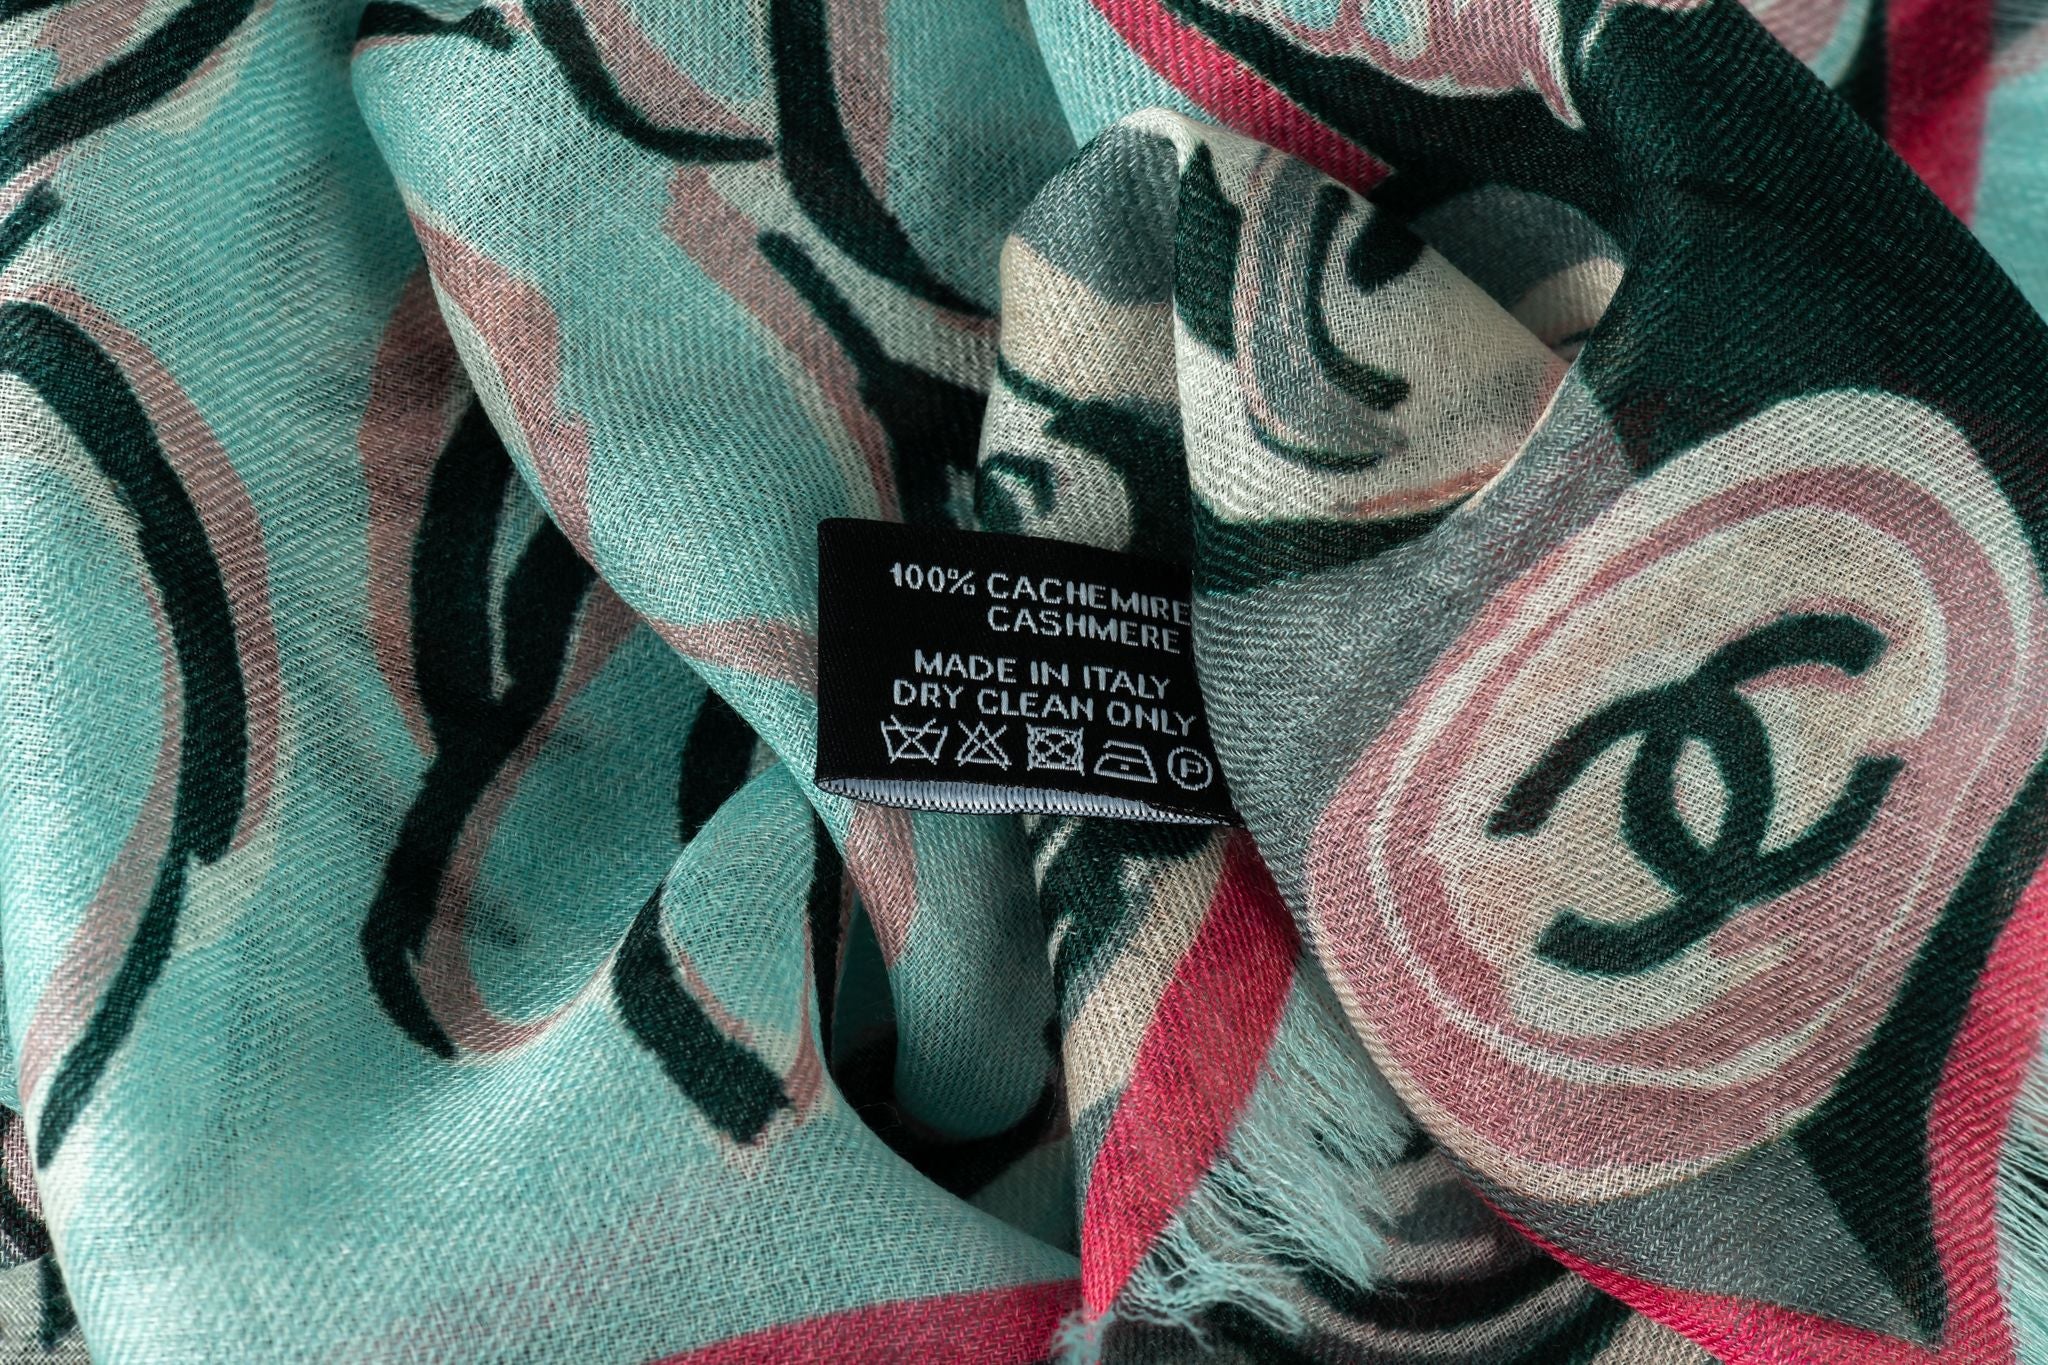 100% CACHEMIRE
CASHMERE
MADE IN ITALY
DRY CLEAN ONLY
P